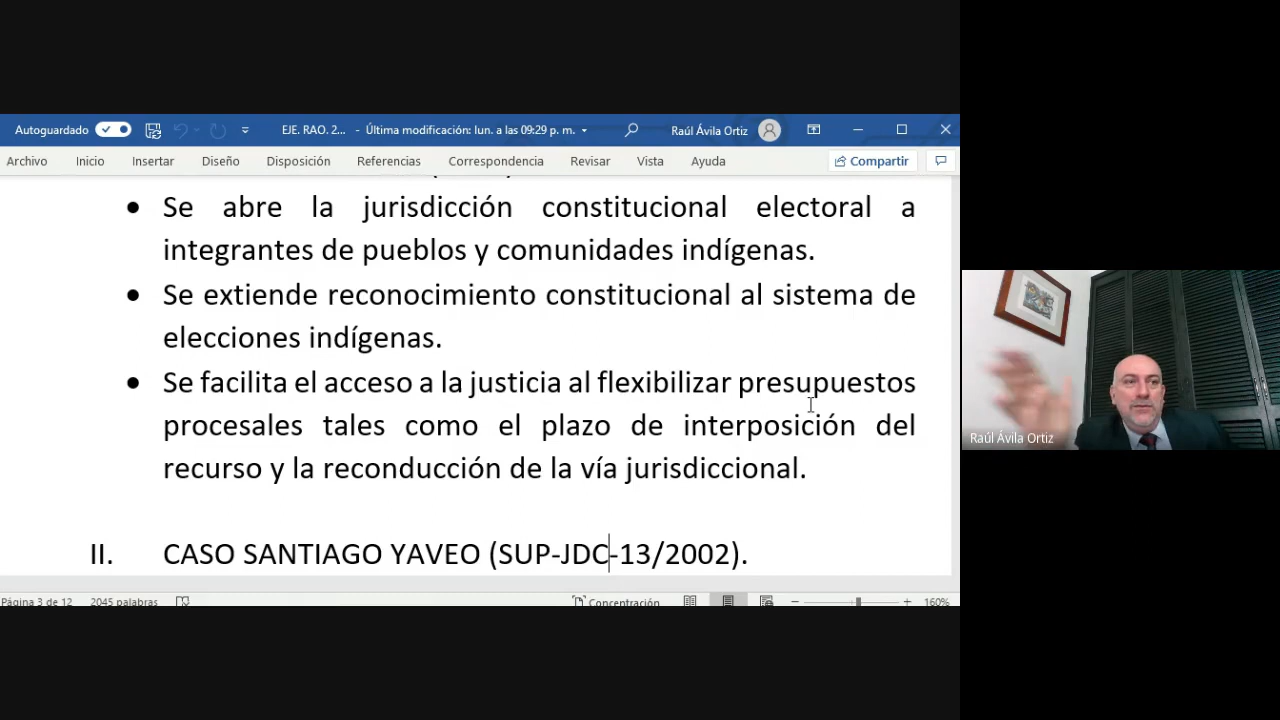 Autoguardado EJE. RAO. 2... - Última modificación: lun. a las 09:29 p. m. Raúl Ávila Ortiz
Archivo Inicio Insertar Diseño Disposición Referencias Correspondencia Revisar Vista Ayuda Compartir
• Se abre la jurisdicción constitucional electoral a
integrantes de pueblos y comunidades indígenas.
• Se extiende reconocimiento constitucional al sistema de
elecciones indígenas.
• Se facilita el acceso a la justicia al flexibilizar presupuestos
procesales tales como el plazo de interposición del
recurso y la reconducción de la vía jurisdiccional.
II. CASO SANTIAGO YAVEO (SUP-JDC-13/2002).
Página 3 de 12 2045 palabras Concentración 160%
Raúl Ávila Ortiz